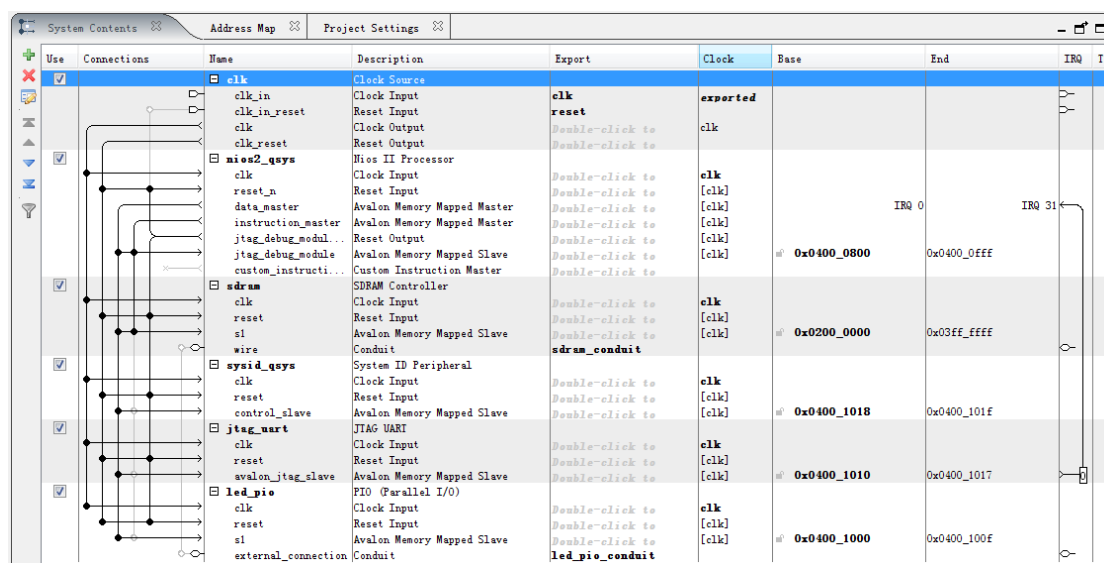 System Contents Address Map Project Settings
Use Connections Name Description Export Clock Base End IRQ T
clk Clock Source
clk_in Clock Input clk exported
clk_in_reset Reset Input reset
clk Clock Output Double-click to clk
clk_reset Reset Output Double-click to
nios2_qsys Nios II Processor
clk Clock Input Double-click to clk
reset_n Reset Input Double-click to [clk]
data_master Avalon Memory Mapped Master Double-click to [clk] IRQ 0 IRQ 31
instruction_master Avalon Memory Mapped Master Double-click to [clk]
jtag_debug_modul... Reset Output Double-click to [clk]
jtag_debug_module Avalon Memory Mapped Slave Double-click to [clk] 0x0400_0800 0x0400_0fff
custom_instructi... Custom Instruction Master Double-click to
sdram SDRAM Controller
clk Clock Input Double-click to clk
reset Reset Input Double-click to [clk]
s1 Avalon Memory Mapped Slave Double-click to [clk] 0x0200_0000 0x03ff_ffff
wire Conduit sdram_conduit
sysid_qsys System ID Peripheral
clk Clock Input Double-click to clk
reset Reset Input Double-click to [clk]
control_slave Avalon Memory Mapped Slave Double-click to [clk] 0x0400_1018 0x0400_101f
jtag_uart JTAG UART
clk Clock Input Double-click to clk
reset Reset Input Double-click to [clk]
avalon_jtag_slave Avalon Memory Mapped Slave Double-click to [clk] 0x0400_1010 0x0400_1017 0
led_pio PIO (Parallel I/O)
clk Clock Input Double-click to clk
reset Reset Input Double-click to [clk]
s1 Avalon Memory Mapped Slave Double-click to [clk] 0x0400_1000 0x0400_100f
external_connection Conduit led_pio_conduit